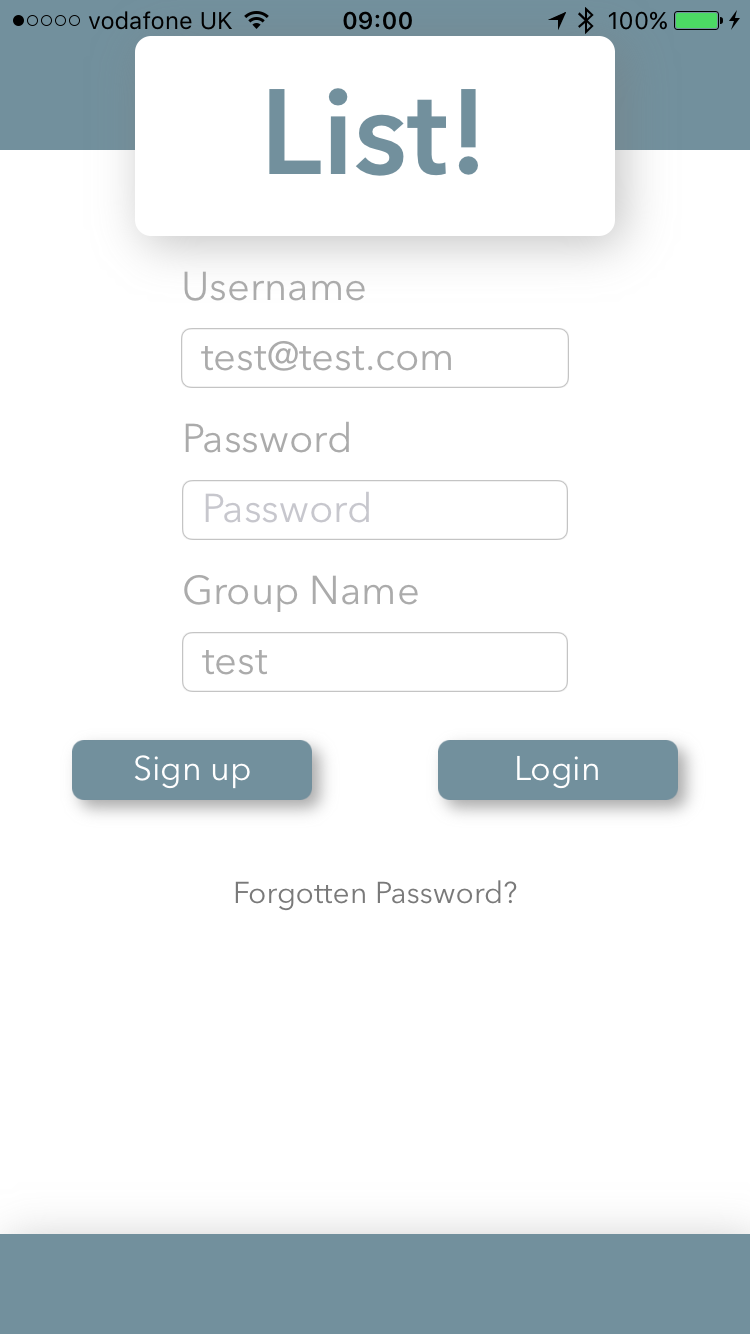 vodafone UK 09:00 100%
List!
Username
test@test.com
Password
Password
Group Name
test
Sign up Login
Forgotten Password?